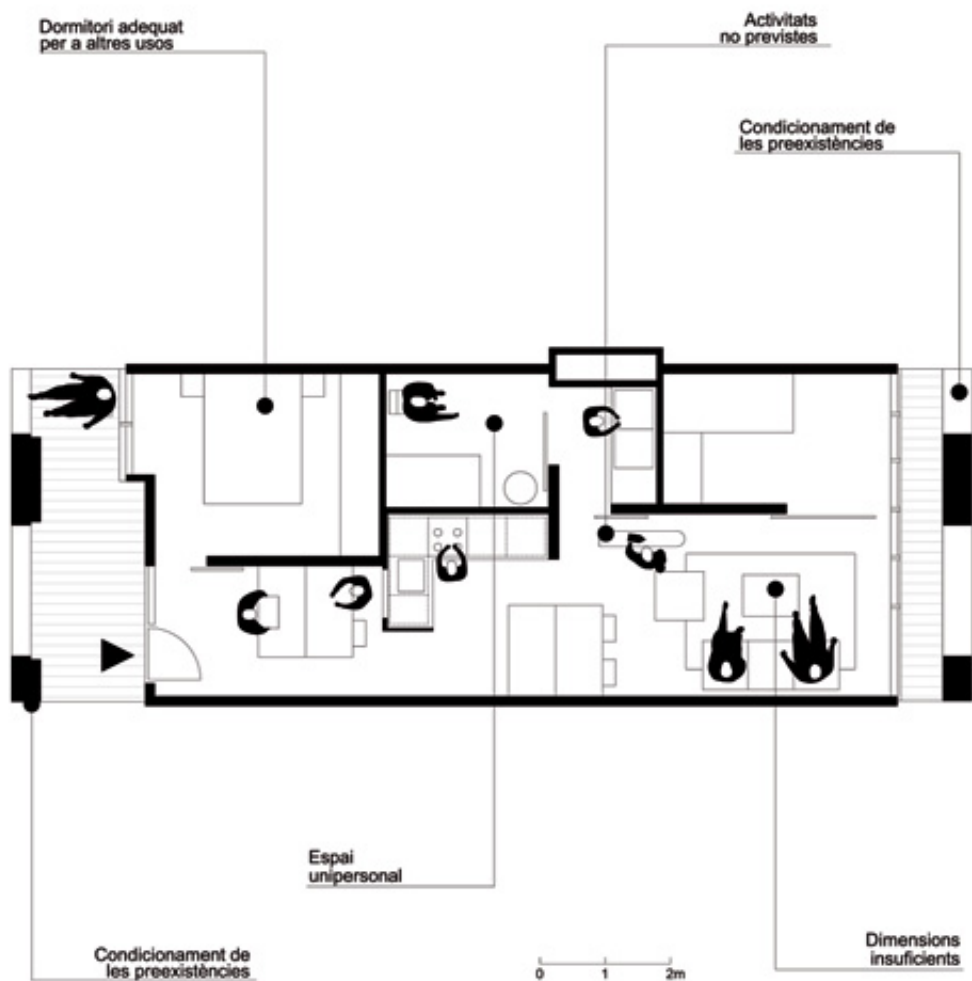 Dormitori adequat
per a altres usos
Activitats
no previstes
Condicionament de
les preexistències
Espai
unipersonal
Condicionament de
les preexistències
Dimensions
insuficients
0 1 2m